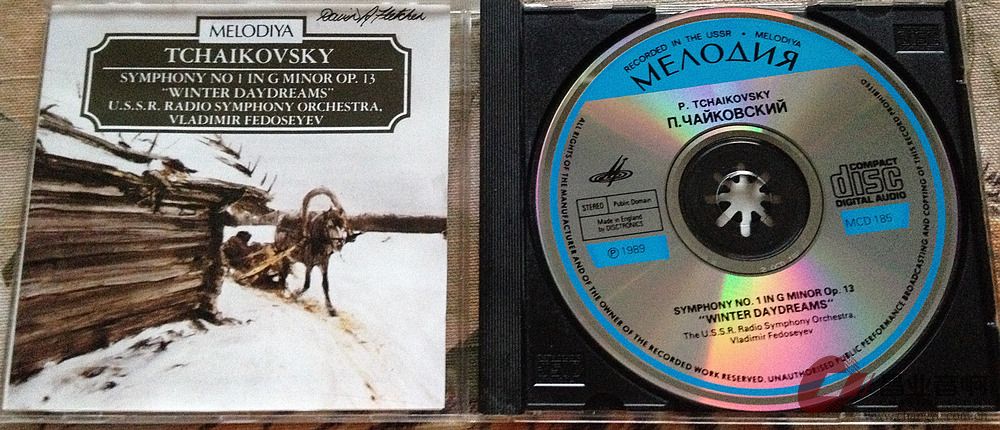 David R Fletcher
MELODIYA
TCHAIKOVSKY
SYMPHONY NO 1 IN G MINOR OP. 13
"WINTER DAYDREAMS"
U.S.S.R. RADIO SYMPHONY ORCHESTRA,
VLADIMIR FEDOSEYEV
RECORDED IN THE USSR • MELODIYA
МЕЛОДИЯ
P. TCHAIKOVSKY
П. ЧАЙКОВСКИЙ
STEREO Public Domain
Made in England
by DISCTRONICS
℗ 1989
COMPACT
disc
DIGITAL AUDIO
MCD 185
SYMPHONY NO. 1 IN G MINOR Op. 13
"WINTER DAYDREAMS"
The U.S.S.R. Radio Symphony Orchestra,
Vladimir Fedoseyev
ALL RIGHTS OF THE MANUFACTURER AND OF THE OWNER OF THE RECORDED WORK RESERVED. UNAUTHORISED PUBLIC PERFORMANCE BROADCASTING AND COPYING OF THIS RECORD PROHIBITED